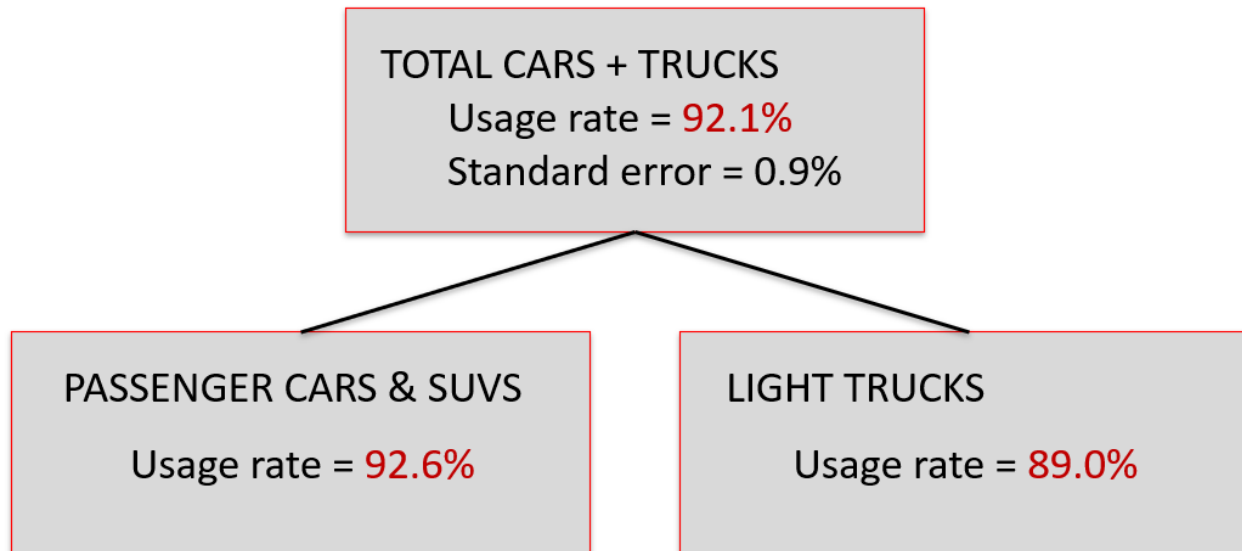 TOTAL CARS + TRUCKS
Usage rate = 92.1%
Standard error = 0.9%
PASSENGER CARS & SUVS
Usage rate = 92.6%
LIGHT TRUCKS
Usage rate = 89.0%